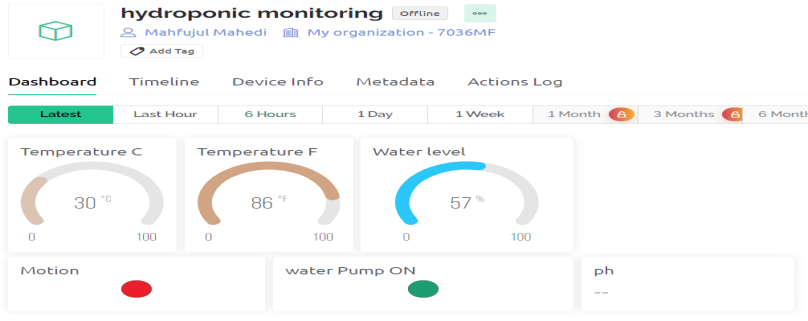 hydroponic monitoring Offline
Mahfujul Mahedi My organization - 7036MF
Add Tag
Dashboard Timeline Device Info Metadata Actions Log
Latest Last Hour 6 Hours 1 Day 1 Week 1 Month 3 Months 6 Month
Temperature C Temperature F Water level
30 °C 86 °F 57 %
0 100 0 100 0 100
Motion water Pump ON ph
--